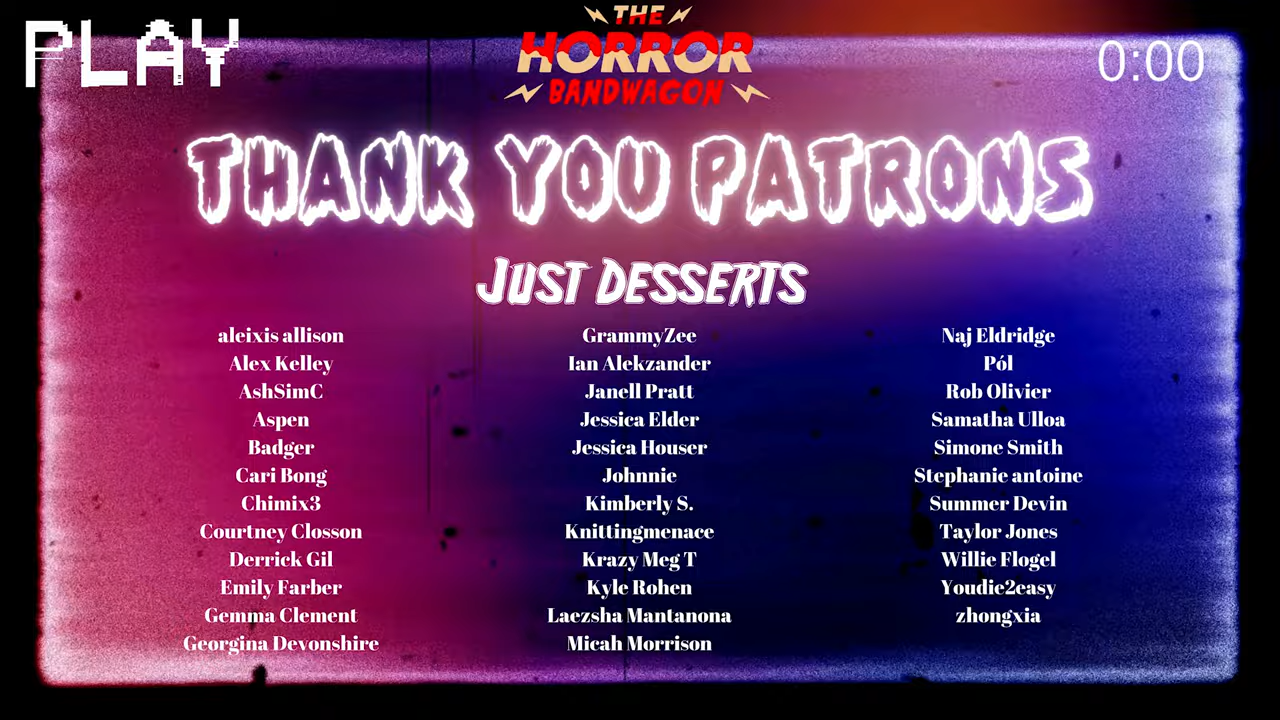 PLAY
THE
HORROR
BANDWAGON
0:00
THANK YOU PATRONS
JUST DESSERTS
aleixis allison
Alex Kelley
AshSimC
Aspen
Badger
Cari Bong
Chimix3
Courtney Closson
Derrick Gil
Emily Farber
Gemma Clement
Georgina Devonshire
GrammyZee
Ian Alekzander
Janell Pratt
Jessica Elder
Jessica Houser
Johnnie
Kimberly S.
Knittingmenace
Krazy Meg T
Kyle Rohen
Laezsha Mantanona
Micah Morrison
Naj Eldridge
Pól
Rob Olivier
Samatha Ulloa
Simone Smith
Stephanie antoine
Summer Devin
Taylor Jones
Willie Flogel
Youdie2easy
zhongxia